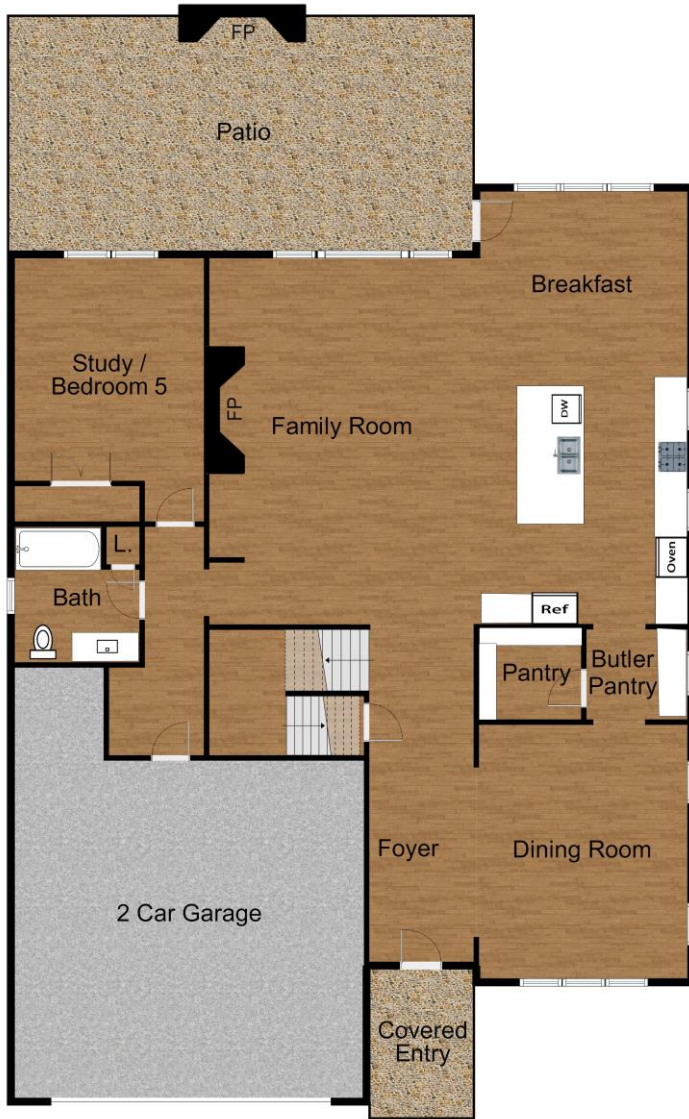 FP
Patio
Breakfast
Study /
Bedroom 5
FP
Family Room
DW
Oven
L.
Bath
Ref
Pantry
Butler
Pantry
Foyer
Dining Room
2 Car Garage
Covered
Entry